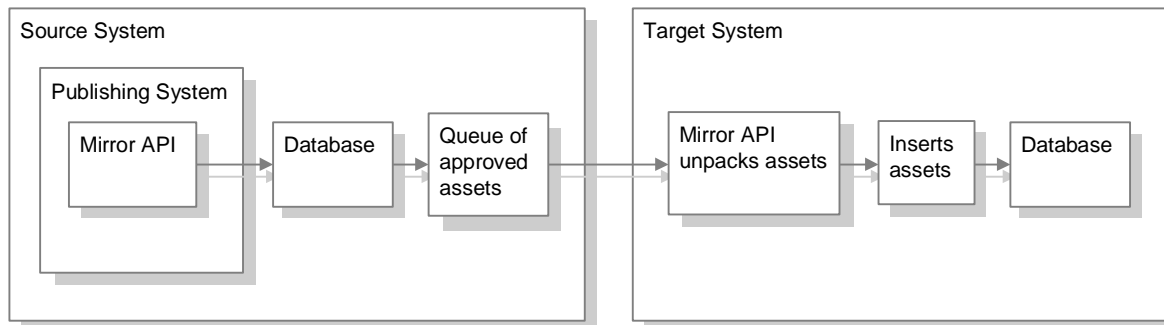 Source System
Publishing System
Mirror API
Database
Queue of
approved
assets
Target System
Mirror API
unpacks assets
Inserts
assets
Database